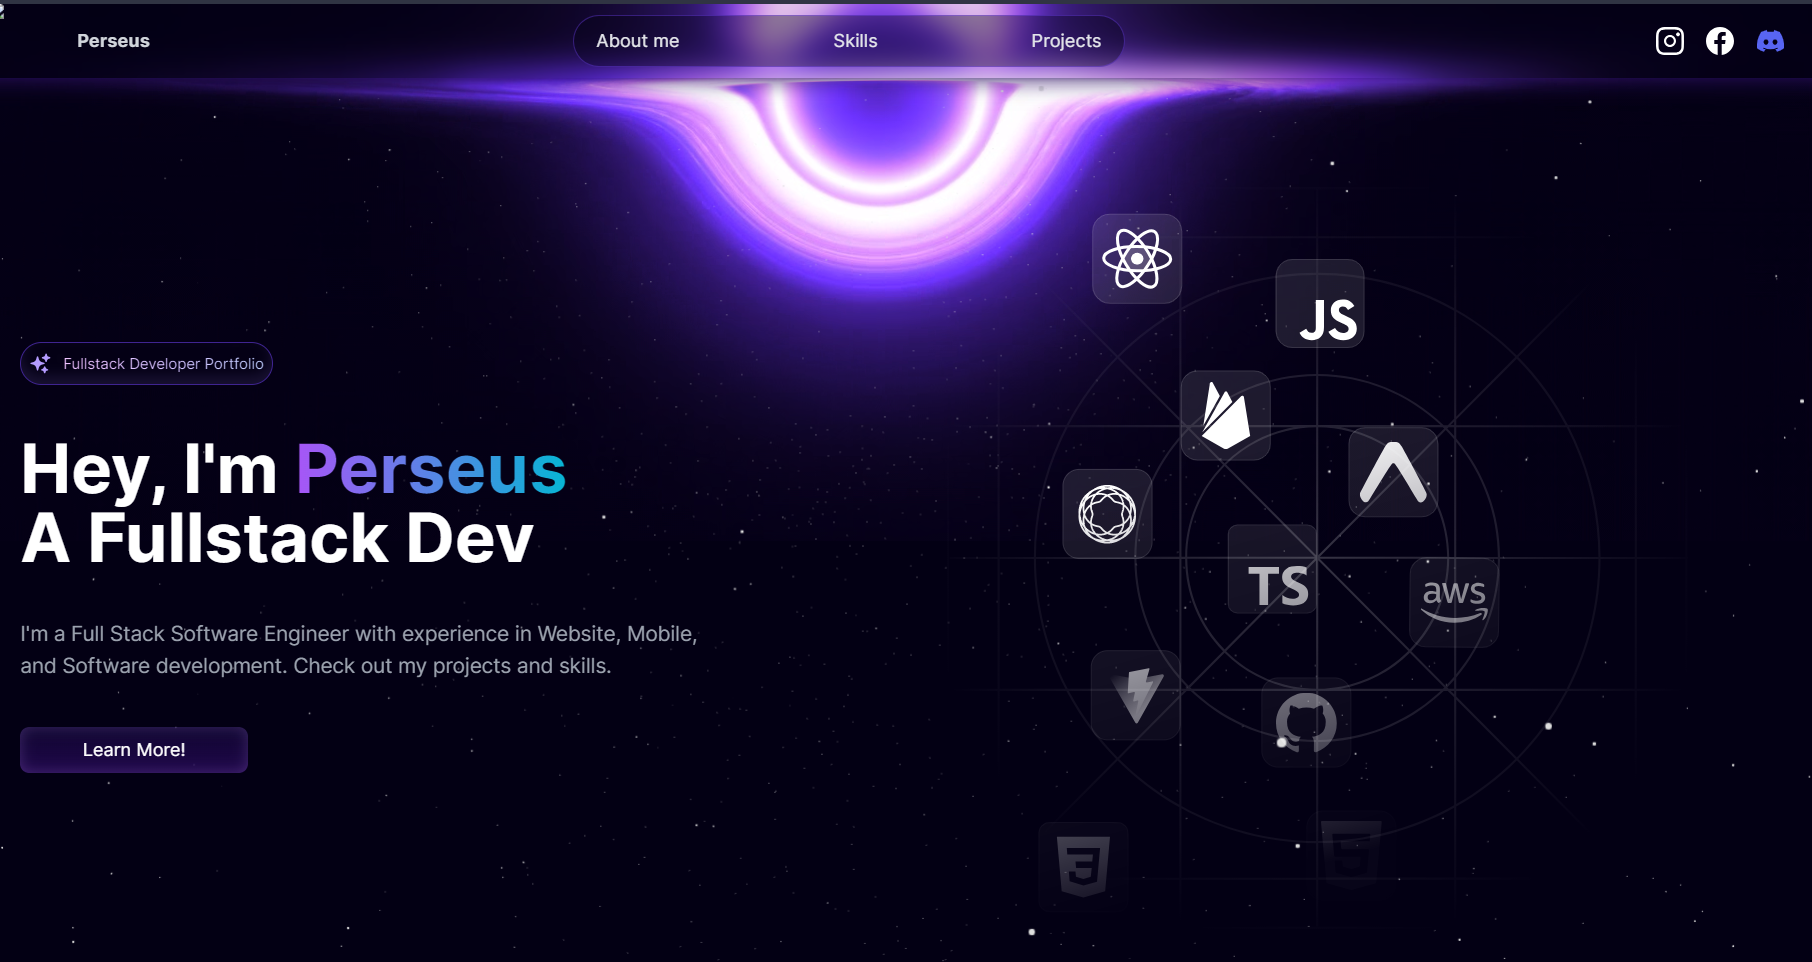 Perseus
About me
Skills
Projects
Fullstack Developer Portfolio
Hey, I'm Perseus
A Fullstack Dev
I'm a Full Stack Software Engineer with experience in Website, Mobile,
and Software development. Check out my projects and skills.
Learn More!
JS
TS
aws